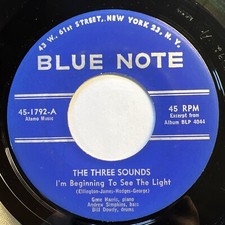 43 W. 61st STREET, NEW YORK 23, N. Y.
BLUE NOTE
45-1792-A
Alamo Music
45 RPM
Excerpt from
Album BLP 4044
THE THREE SOUNDS
I'm Beginning To See The Light
(Ellington-James-Hodges-George)
Gene Harris, piano
Andrew Simpkins, bass
Bill Dowdy, drums